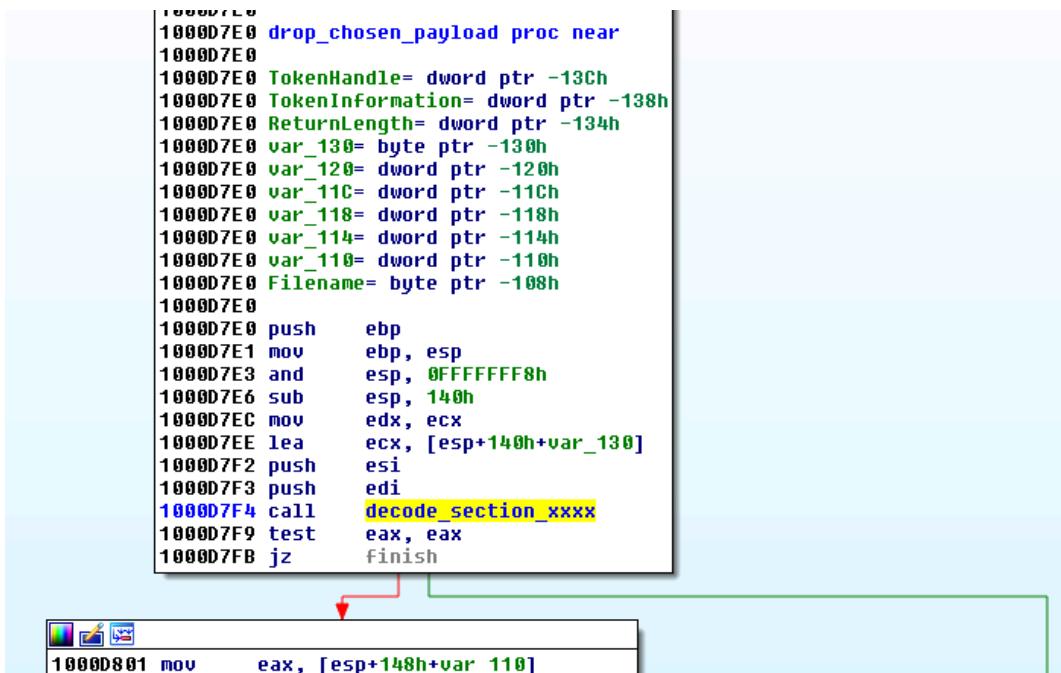 1000D7E0
1000D7E0 drop_chosen_payload proc near
1000D7E0
1000D7E0 TokenHandle= dword ptr -13Ch
1000D7E0 TokenInformation= dword ptr -138h
1000D7E0 ReturnLength= dword ptr -134h
1000D7E0 var_130= byte ptr -130h
1000D7E0 var_120= dword ptr -120h
1000D7E0 var_11C= dword ptr -11Ch
1000D7E0 var_118= dword ptr -118h
1000D7E0 var_114= dword ptr -114h
1000D7E0 var_110= dword ptr -110h
1000D7E0 Filename= byte ptr -108h
1000D7E0
1000D7E0 push ebp
1000D7E1 mov ebp, esp
1000D7E3 and esp, 0FFFFFFF8h
1000D7E6 sub esp, 140h
1000D7EC mov edx, ecx
1000D7EE lea ecx, [esp+140h+var_130]
1000D7F2 push esi
1000D7F3 push edi
1000D7F4 call decode_section_xxxx
1000D7F9 test eax, eax
1000D7FB jz finish
1000D801 mov eax, [esp+148h+var_110]